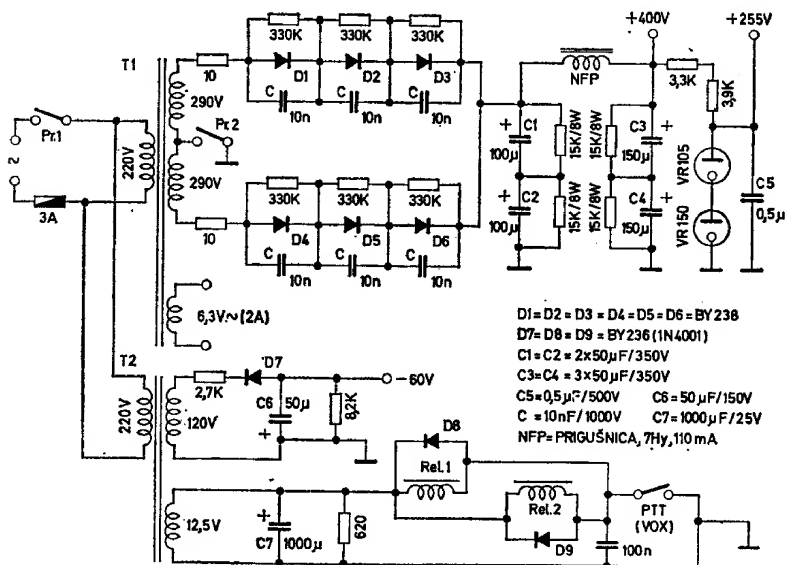 +400V
+255V
330K
330K
330K
T1
10
D1
D2
D3
NFP
3,3K
3,9K
290V
C
C
C
10n
10n
10n
Pr.1
Pr.2
220V
~
3A
290V
C1
100µ
15K/8W
15K/8W
C3
150µ
VR105
C5
0,5µ
330K
330K
330K
C2
100µ
15K/8W
15K/8W
C4
150µ
VR150
10
D4
D5
D6
C
C
C
10n
10n
10n
6,3V~(2A)
D1=D2=D3=D4=D5=D6=BY238
D7=D8=D9=BY236(1N4001)
C1=C2=2x50µF/350V
C3=C4=3x50µF/350V
C5=0,5µF/500V C6=50µF/150V
C=10nF/1000V C7=1000µF/25V
NFP=PRIGUŠNICA, 7Hy, 110mA
T2
D7
-60V
2,7K
220V
120V
C6
50µ
8,2K
D8
Rel.1
12,5V
C7
1000µ
620
Rel.2
D9
PTT
(VOX)
100n